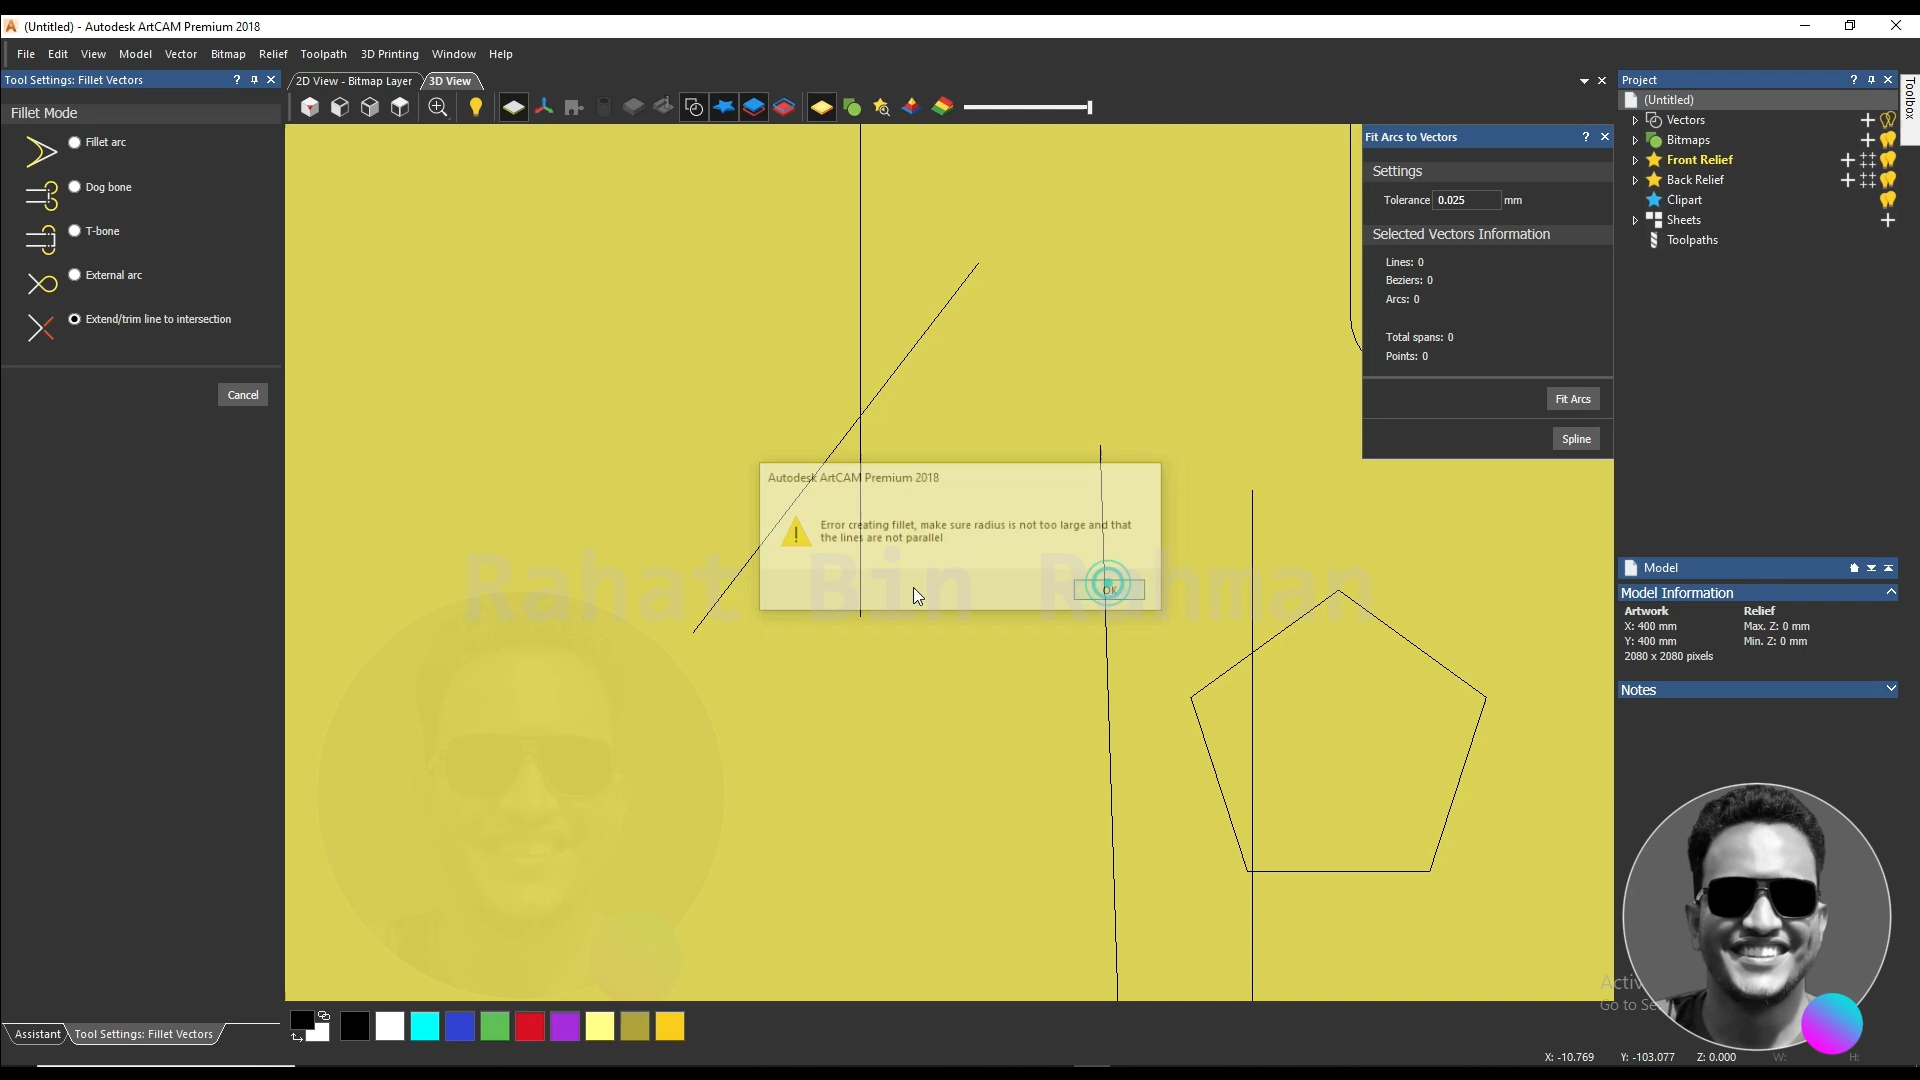 (Untitled) - Autodesk ArtCAM Premium 2018
File Edit View Model Vector Bitmap Relief Toolpath 3D Printing Window Help
Tool Settings: Fillet Vectors
Fillet Mode
Fillet arc
Dog bone
T-bone
External arc
Extend/trim line to intersection
Cancel
Assistant
Tool Settings: Fillet Vectors
2D View - Bitmap Layer
3D View
Autodesk ArtCAM Premium 2018
Error creating fillet, make sure radius is not too large and that
the lines are not parallel
OK
Rahat Bin Rahman
Fit Arcs to Vectors
Settings
Tolerance 0.025 mm
Selected Vectors Information
Lines: 0
Beziers: 0
Arcs: 0
Total spans: 0
Points: 0
Fit Arcs
Spline
Project
(Untitled)
Vectors
Bitmaps
Front Relief
Back Relief
Clipart
Sheets
Toolpaths
Toolbox
Model
Model Information
Artwork Relief
X: 400 mm Max. Z: 0 mm
Y: 400 mm Min. Z: 0 mm
2080 x 2080 pixels
Notes
Activ
Go to Se
X: -10.769 Y: -103.077 Z: 0.000 W: H: